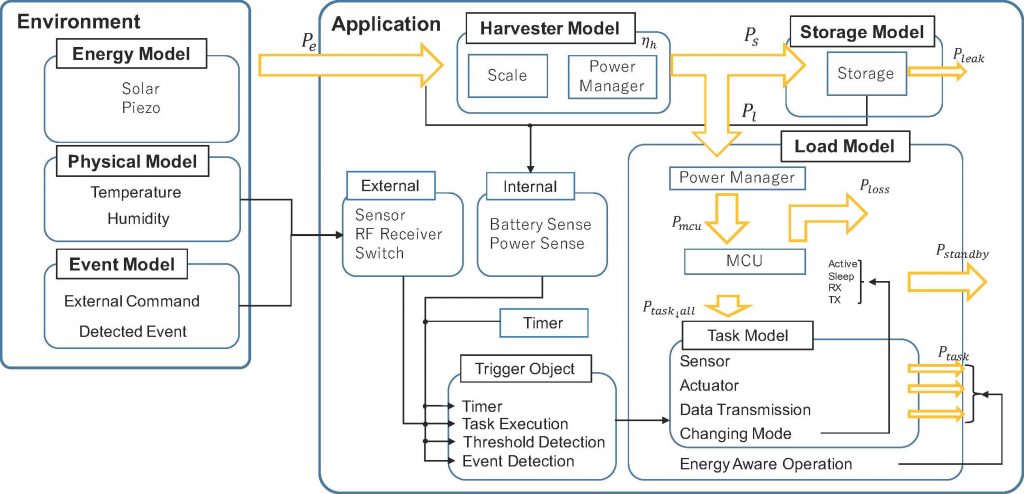 Environment
Energy Model
Solar
Piezo
Physical Model
Temperature
Humidity
Event Model
External Command
Detected Event
Application
P_e
Harvester Model
η_h
Scale
Power
Manager
P_s
P_l
Storage Model
Storage
P_leak
External
Sensor
RF Receiver
Switch
Internal
Battery Sense
Power Sense
Timer
Trigger Object
Timer
Task Execution
Threshold Detection
Event Detection
Load Model
Power Manager
P_mcu
P_loss
MCU
Active
Sleep
RX
TX
P_standby
P_task_i all
Task Model
P_task
Sensor
Actuator
Data Transmission
Changing Mode
Energy Aware Operation